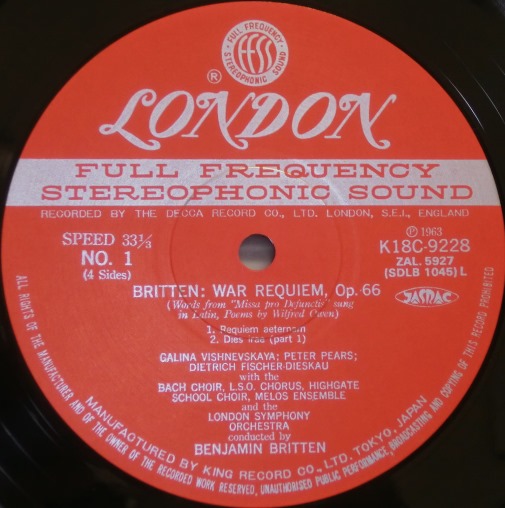 FULL FREQUENCY
STEREOPHONIC SOUND
FFSS
®
LONDON
FULL FREQUENCY
STEREOPHONIC SOUND
RECORDED BY THE DECCA RECORD CO., LTD. LONDON, S.E.I., ENGLAND
SPEED 33⅓
NO. 1
(4 Sides)
℗ 1963
K18C-9228
ZAL. 5927
(SDLB 1045) L
JASRAC
BRITTEN: WAR REQUIEM, Op. 66
(Words from "Missa pro Defunctis" sung
in Latin, Poems by Wilfred Owen)
1. Requiem aeternam
2. Dies irae (part 1)
GALINA VISHNEVSKAYA; PETER PEARS;
DIETRICH FISCHER-DIESKAU
with the
BACH CHOIR, L.S.O. CHORUS, HIGHGATE
SCHOOL CHOIR, MELOS ENSEMBLE
and the
LONDON SYMPHONY
ORCHESTRA
conducted by
BENJAMIN BRITTEN
MANUFACTURED BY KING RECORD CO., LTD. TOKYO, JAPAN
ALL RIGHTS OF THE MANUFACTURER AND OF THE OWNER OF THE RECORDED WORK RESERVED, UNAUTHORISED PUBLIC PERFORMANCE, BROADCASTING AND COPYING OF THIS RECORD PROHIBITED